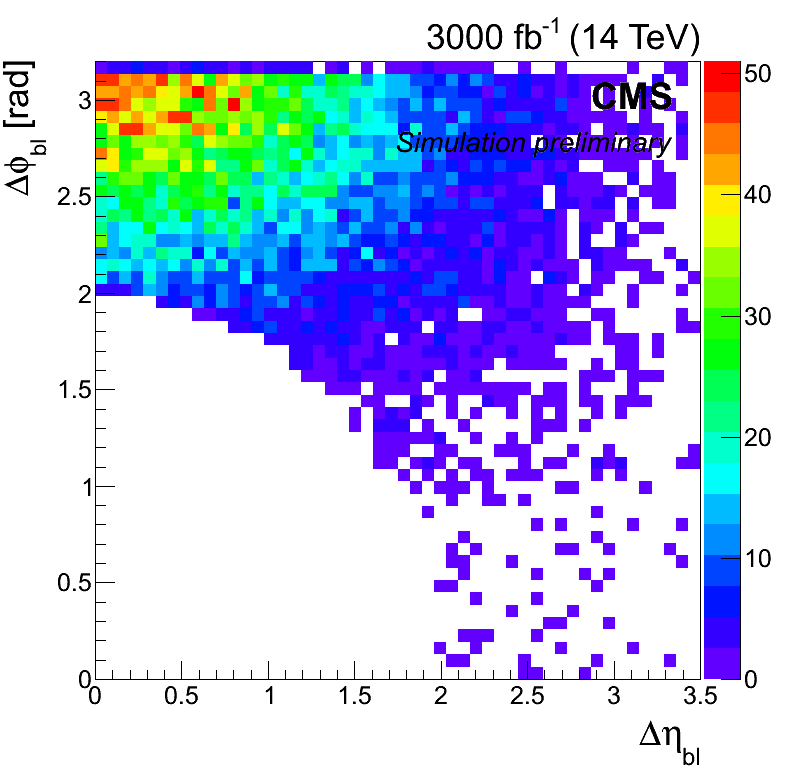 3000 fb-1 (14 TeV)
Δϕbl [rad]
CMS
Simulation preliminary
3
2.5
2
1.5
1
0.5
0
0 0.5 1 1.5 2 2.5 3 3.5
Δηbl
50
40
30
20
10
0